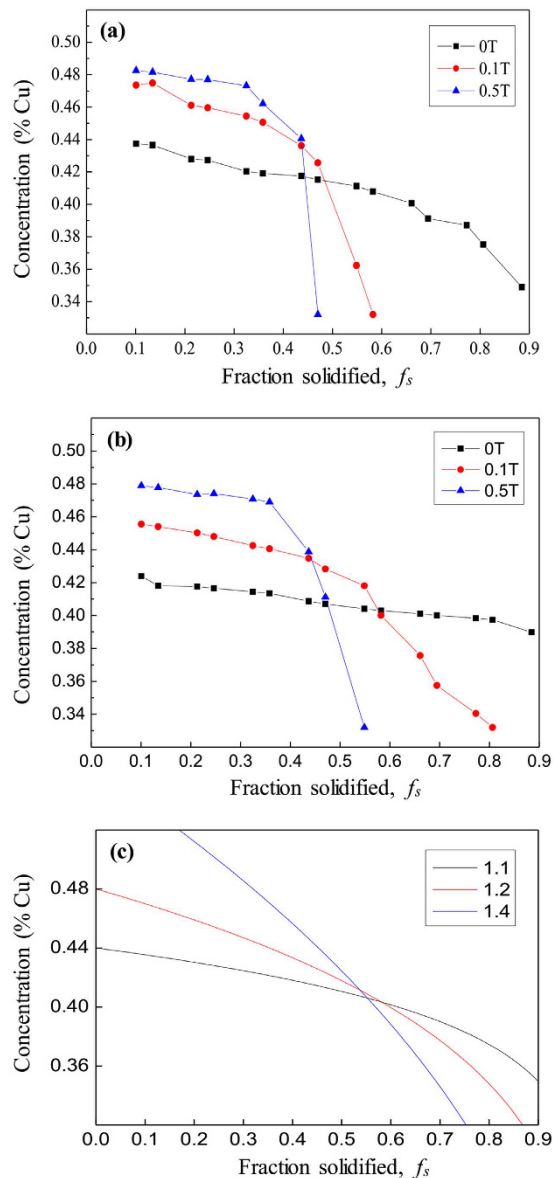 (a)
0T
0.1T
0.5T
0.50
0.48
0.46
0.44
0.42
0.40
0.38
0.36
0.34
Concentration (% Cu)
0.0 0.1 0.2 0.3 0.4 0.5 0.6 0.7 0.8 0.9
Fraction solidified, fs
(b)
0T
0.1T
0.5T
0.50
0.48
0.46
0.44
0.42
0.40
0.38
0.36
0.34
Concentration (% Cu)
0.0 0.1 0.2 0.3 0.4 0.5 0.6 0.7 0.8 0.9
Fraction solidified, fs
(c)
1.1
1.2
1.4
0.48
0.44
0.40
0.36
Concentration (% Cu)
0.0 0.1 0.2 0.3 0.4 0.5 0.6 0.7 0.8 0.9
Fraction solidified, fs